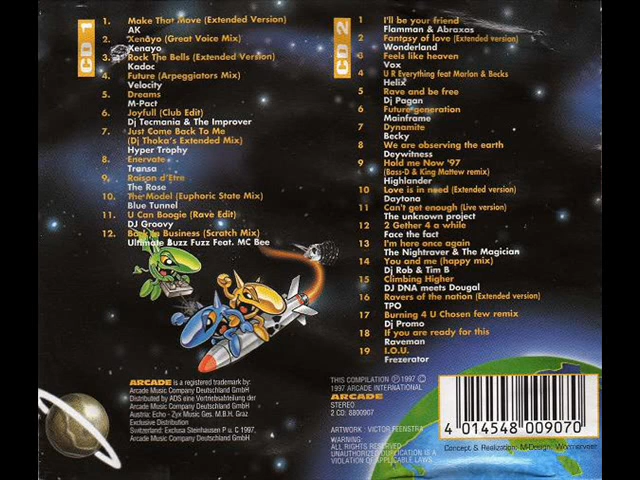 CD 1
1. Make That Move (Extended Version)
AK
2. Xenayo (Great Voice Mix)
Xenayo
3. Rock The Bells (Extended Version)
Kadoc
4. Future (Arpeggiators Mix)
Velocity
5. Dreams
M-Pact
6. Joyfull (Club Edit)
Dj Tecmania & The Improver
7. Just Come Back To Me
(Dj Thoka's Extended Mix)
Hyper Trophy
8. Enervate
Transa
9. Raison d'Etre
The Rose
10. The Model (Euphoric State Mix)
Blue Tunnel
11. U Can Boogie (Rave Edit)
DJ Groovy
12. Back to Business (Scratch Mix)
Ultimate Buzz Fuzz Feat. MC Bee
ARCADE is a registered trademark by:
Arcade Music Company Deutschland GmbH
Distributed by ADS eine Vertriebsabteilung der
Arcade Music Company Deutschland GmbH
Austria: Echo - Zyx Music Ges. M.B.H. Graz
Exclusive Distribution
Switzerland: Exclusa Steinhausen P u. C 1997,
Arcade Music Company Deutschland GmbH
CD 2
1 I'll be your friend
Flamman & Abraxas
2 Fantasy of love (Extended version)
Wonderland
3 Feels like heaven
Vox
4 U R Everything feat Marlon & Becks
Helix
5 Rave and be free
Dj Pagan
6 Future generation
Mainframe
7 Dynamite
Becky
8 We are observing the earth
Deywitness
9 Hold me Now '97
(Bass-D & King Mattew remix)
Highlander
10 Love is in need (Extended version)
Daytona
11 Can't get enough (Live version)
The unknown project
12 2 Gether 4 a while
Face the fact
13 I'm here once again
The Nightraver & The Magician
14 You and me (happy mix)
Dj Rob & Tim B
15 Climbing Higher
DJ DNA meets Dougal
16 Ravers of the nation (Extended version)
TPO
17 Burning 4 U Chosen few remix
Dj Promo
18 If you are ready for this
Raveman
19 I.O.U.
Frezerator
THIS COMPILATION Ⓟ 1997 ©
1997 ARCADE INTERNATIONAL
ARCADE
STEREO
2 CD: 8800907
ARTWORK : VICTOR FEENSTRA
WARNING:
ALL RIGHTS RESERVED
UNAUTHORIZED DUPLICATION IS A
VIOLATION OF APPLICABLE LAWS
4 014548 009070
Concept & Realization: M-Design, Wormerveer